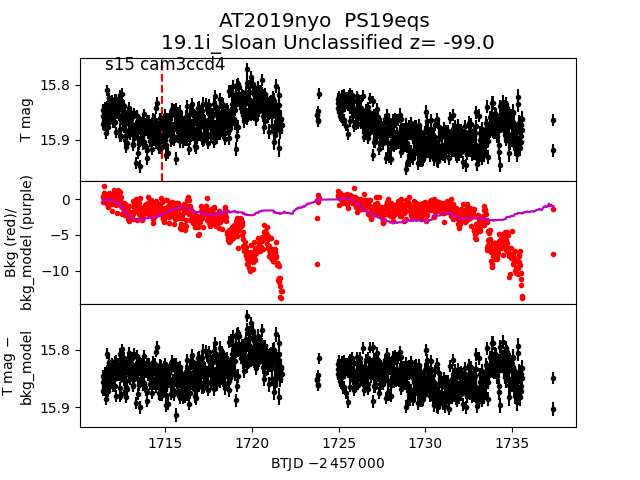 AT2019nyo  PS19eqs
19.1i_Sloan Unclassified z= -99.0
s15 cam3ccd4
15.8
15.9
T mag
0
−5
−10
Bkg (red)/
bkg_model (purple)
15.8
15.9
T mag −
bkg_model
1715 1720 1725 1730 1735
BTJD −2 457 000